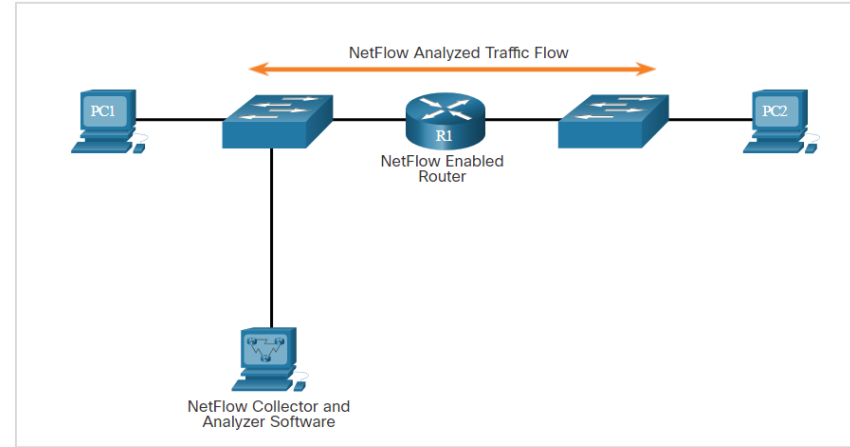 NetFlow Analyzed Traffic Flow
PC1
R1
PC2
NetFlow Enabled
Router
NetFlow Collector and
Analyzer Software